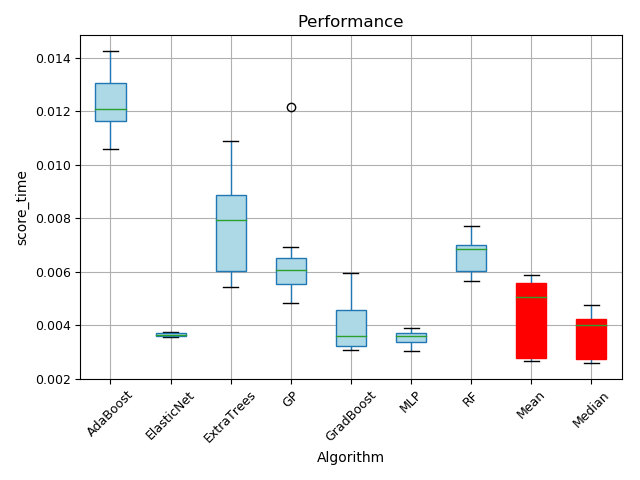 Performance
0.014
0.012
0.010
0.008
0.006
0.004
0.002
score_time
AdaBoost
ElasticNet
ExtraTrees
GP
GradBoost
MLP
RF
Mean
Median
Algorithm